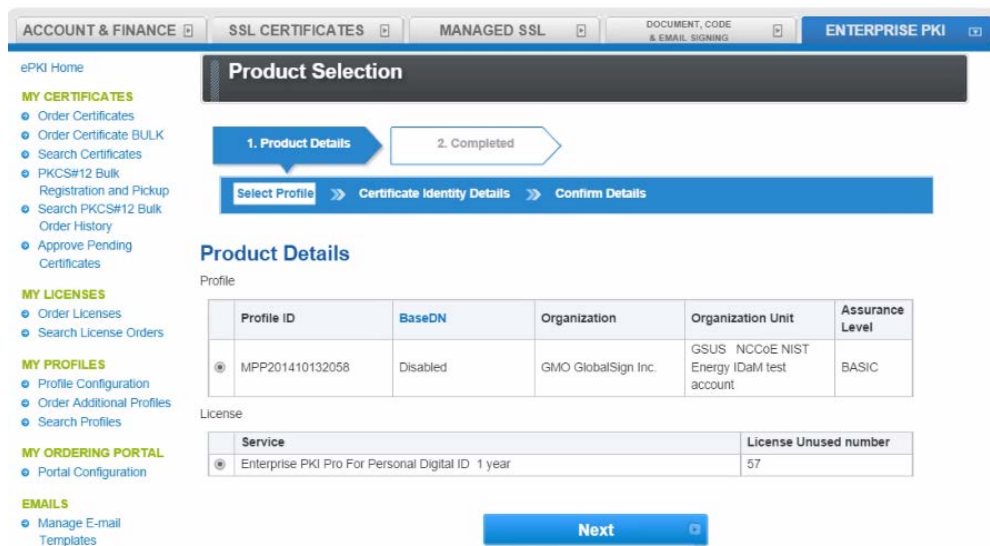 ACCOUNT & FINANCE
SSL CERTIFICATES
MANAGED SSL
DOCUMENT, CODE
& EMAIL SIGNING
ENTERPRISE PKI
ePKI Home
MY CERTIFICATES
Order Certificates
Order Certificate BULK
Search Certificates
PKCS#12 Bulk
Registration and Pickup
Search PKCS#12 Bulk
Order History
Approve Pending
Certificates
MY LICENSES
Order Licenses
Search License Orders
MY PROFILES
Profile Configuration
Order Additional Profiles
Search Profiles
MY ORDERING PORTAL
Portal Configuration
EMAILS
Manage E-mail
Templates
Product Selection
1. Product Details
2. Completed
Select Profile
Certificate Identity Details
Confirm Details
Product Details
Profile
Profile ID
BaseDN
Organization
Organization Unit
Assurance
Level
MPP201410132058
Disabled
GMO GlobalSign Inc.
GSUS NCCoE NIST
Energy IDaM test
account
BASIC
License
Service
License Unused number
Enterprise PKI Pro For Personal Digital ID 1 year
57
Next